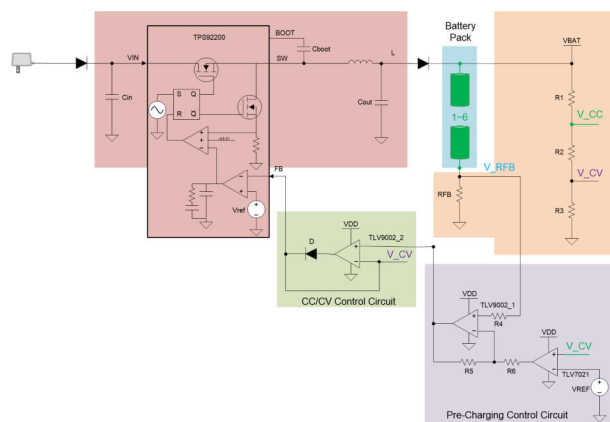 TPS92200
BOOT
Battery
Pack
VIN
SW
Cboot
L
VBAT
Cin
S Q
R Q
Cout
1~6
R1
V_CC
R2
V_RFB
V_CV
FB
RFB
R3
Vref
VDD
TLV9002_2
D
V_CV
CC/CV Control Circuit
VDD
TLV9002_1
R4
VDD
V_CV
R5
R6
TLV7021
VREF
Pre-Charging Control Circuit